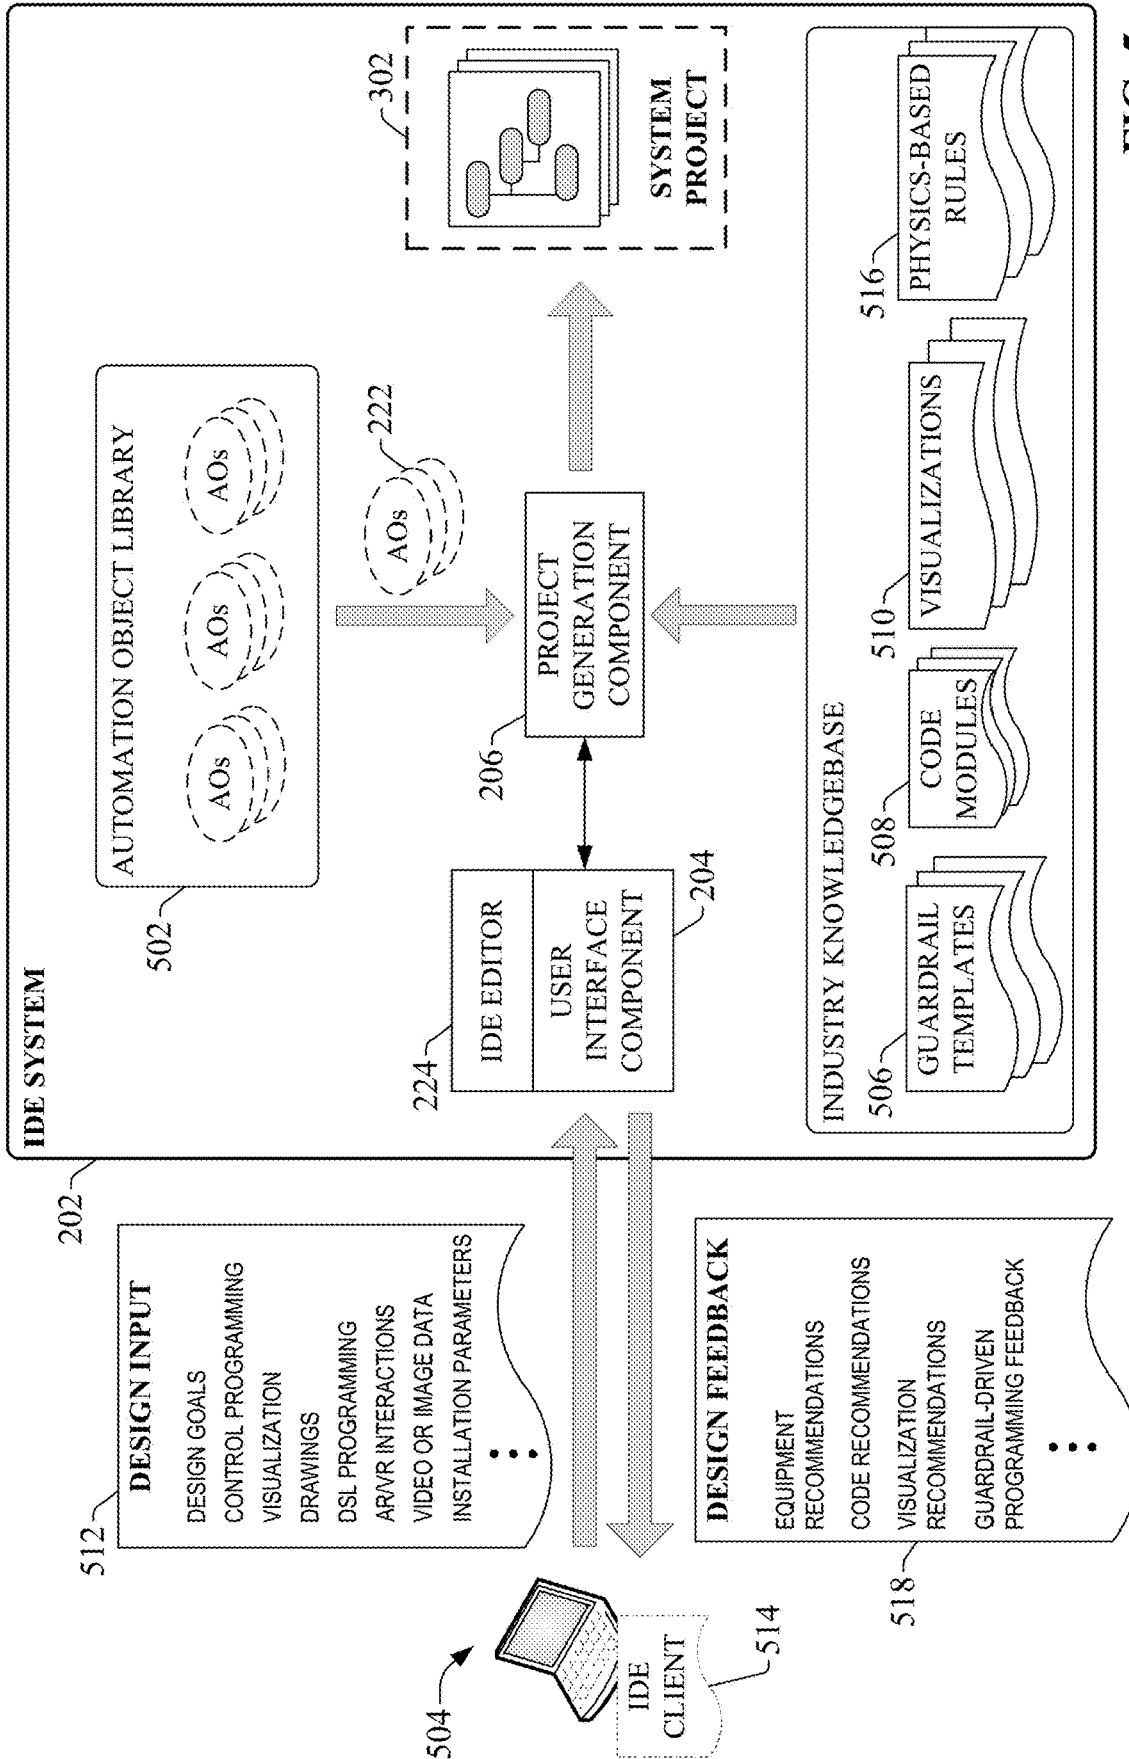 IDE SYSTEM
202
AUTOMATION OBJECT LIBRARY
AOs
AOs
AOs
502
AOs
222
302
SYSTEM
PROJECT
512
DESIGN INPUT
DESIGN GOALS
CONTROL PROGRAMMING
VISUALIZATION
DRAWINGS
DSL PROGRAMMING
AR/VR INTERACTIONS
VIDEO OR IMAGE DATA
INSTALLATION PARAMETERS
504
IDE
CLIENT
514
224
IDE EDITOR
USER
INTERFACE
COMPONENT
204
206
PROJECT
GENERATION
COMPONENT
DESIGN FEEDBACK
EQUIPMENT
RECOMMENDATIONS
CODE RECOMMENDATIONS
VISUALIZATION
RECOMENDATIONS
GUARDRAIL-DRIVEN
PROGRAMMING FEEDBACK
518
INDUSTRY KNOWLEDGEBASE
506
GUARDRAIL
TEMPLATES
508
CODE
MODULES
510
VISUALIZATIONS
516
PHYSICS-BASED
RULES